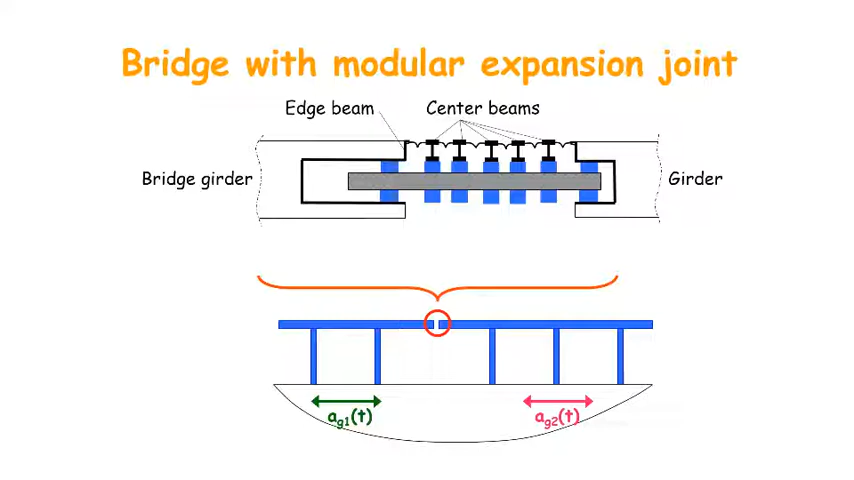 Bridge with modular expansion joint
Edge beam
Center beams
Bridge girder
Girder
ag1(t)
ag2(t)